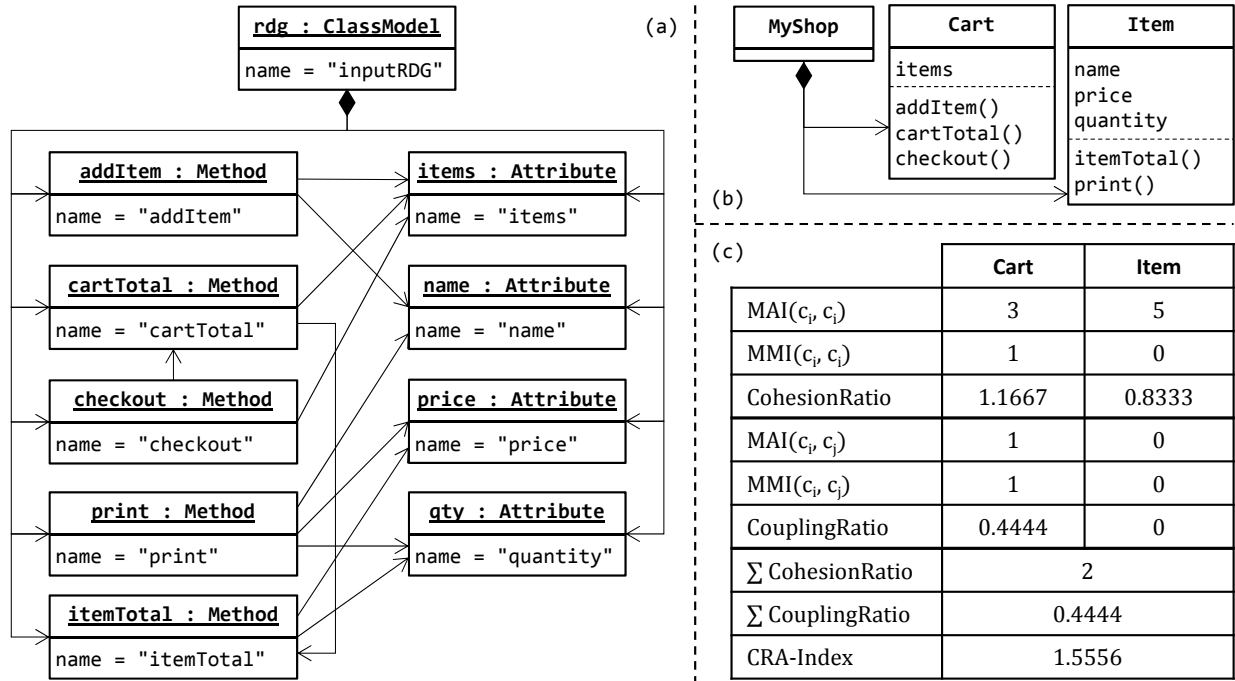 rdg : ClassModel
name = "inputRDG"
(a)
addItem : Method
name = "addItem"
items : Attribute
name = "items"
cartTotal : Method
name = "cartTotal"
name : Attribute
name = "name"
checkout : Method
name = "checkout"
price : Attribute
name = "price"
print : Method
name = "print"
qty : Attribute
name = "quantity"
itemTotal : Method
name = "itemTotal"
MyShop
Cart
items
addItem()
cartTotal()
checkout()
Item
name
price
quantity
itemTotal()
print()
(b)
(c)
Cart Item
MAI(cᵢ, cᵢ) 3 5
MMI(cᵢ, cᵢ) 1 0
CohesionRatio 1.1667 0.8333
MAI(cᵢ, cⱼ) 1 0
MMI(cᵢ, cⱼ) 1 0
CouplingRatio 0.4444 0
∑ CohesionRatio 2
∑ CouplingRatio 0.4444
CRA-Index 1.5556